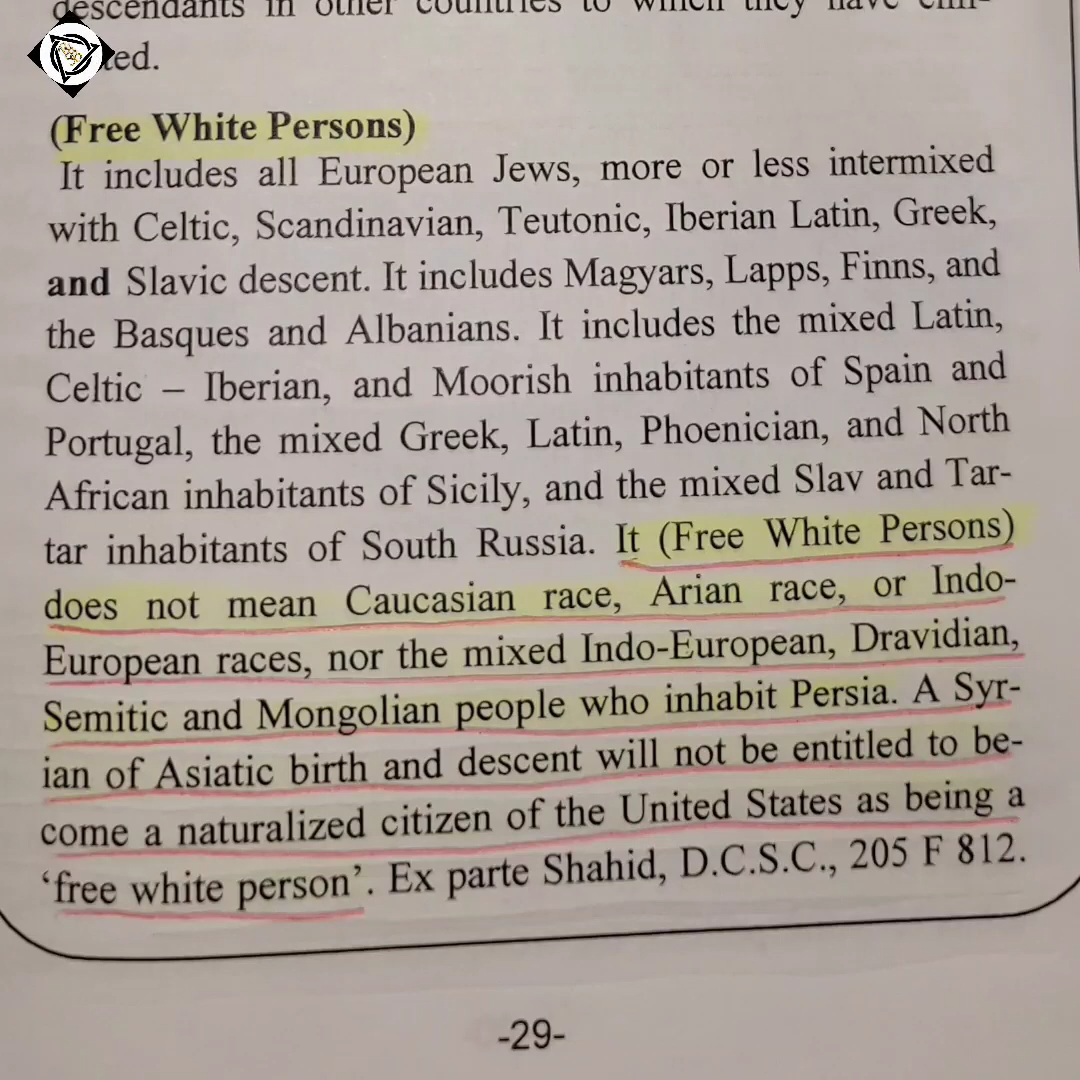 descendants in other countries to which they have emi-
ted.
(Free White Persons)
It includes all European Jews, more or less intermixed
with Celtic, Scandinavian, Teutonic, Iberian Latin, Greek,
and Slavic descent. It includes Magyars, Lapps, Finns, and
the Basques and Albanians. It includes the mixed Latin,
Celtic – Iberian, and Moorish inhabitants of Spain and
Portugal, the mixed Greek, Latin, Phoenician, and North
African inhabitants of Sicily, and the mixed Slav and Tar-
tar inhabitants of South Russia. It (Free White Persons)
does not mean Caucasian race, Arian race, or Indo-
European races, nor the mixed Indo-European, Dravidian,
Semitic and Mongolian people who inhabit Persia. A Syr-
ian of Asiatic birth and descent will not be entitled to be-
come a naturalized citizen of the United States as being a
‘free white person’. Ex parte Shahid, D.C.S.C., 205 F 812.
-29-